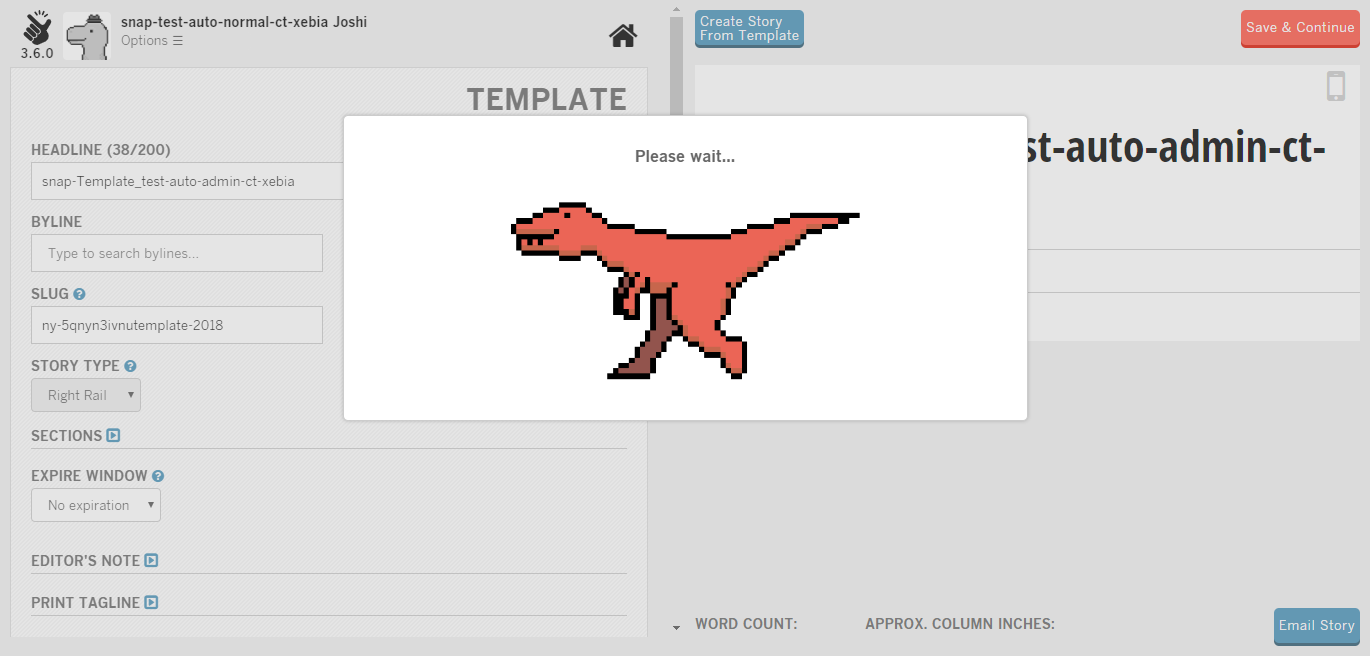 snap-test-auto-normal-ct-xebia Joshi
Options
3.6.0
TEMPLATE
HEADLINE (38/200)
snap-Template_test-auto-admin-ct-xebia
BYLINE
Type to search bylines...
SLUG
ny-5qnyn3ivnutemplate-2018
STORY TYPE
Right Rail
SECTIONS
EXPIRE WINDOW
No expiration
EDITOR'S NOTE
PRINT TAGLINE
Please wait...
Create Story
From Template
Save & Continue
st-auto-admin-ct-
WORD COUNT:
APPROX. COLUMN INCHES:
Email Story